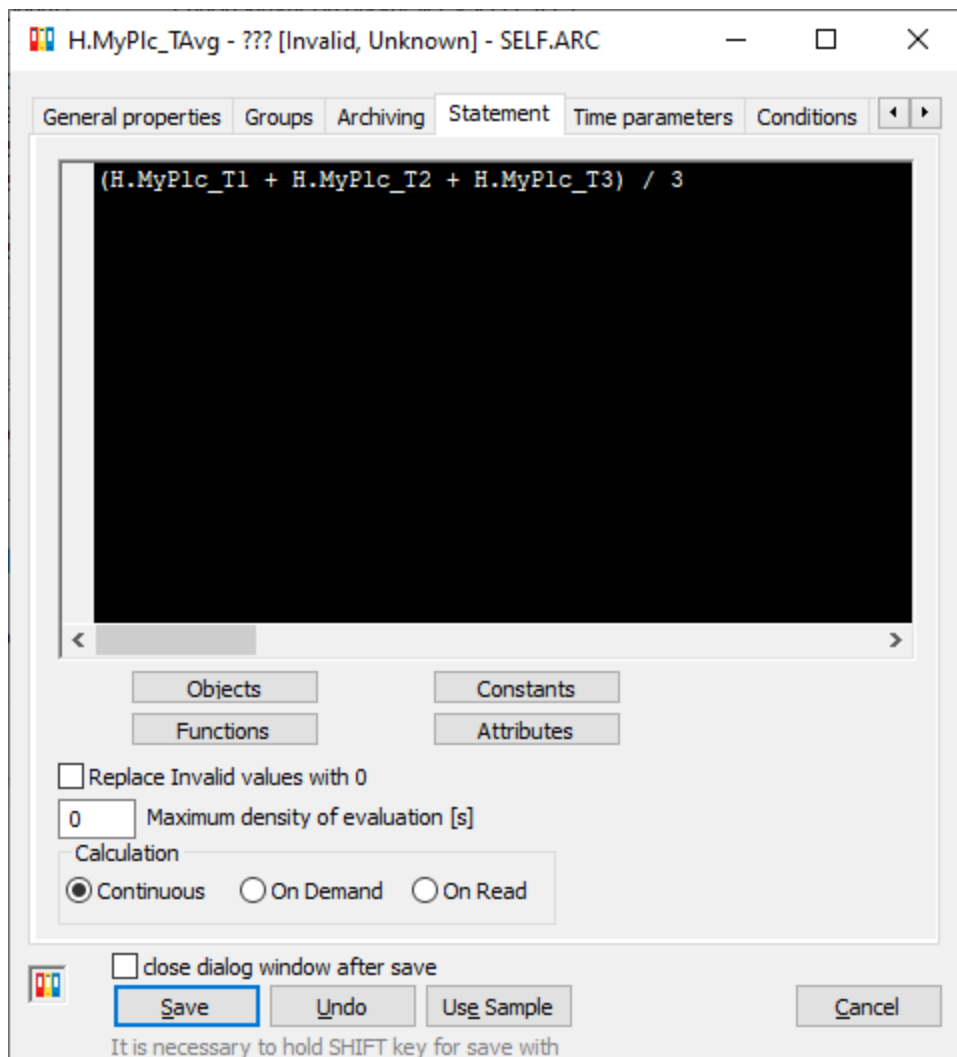 H.MyPlc_TAvg - ??? [Invalid, Unknown] - SELF.ARC
General properties Groups Archiving Statement Time parameters Conditions
(H.MyPlc_T1 + H.MyPlc_T2 + H.MyPlc_T3) / 3
Objects Constants
Functions Attributes
Replace Invalid values with 0
0 Maximum density of evaluation [s]
Calculation
Continuous On Demand On Read
close dialog window after save
Save Undo Use Sample Cancel
It is necessary to hold SHIFT key for save with